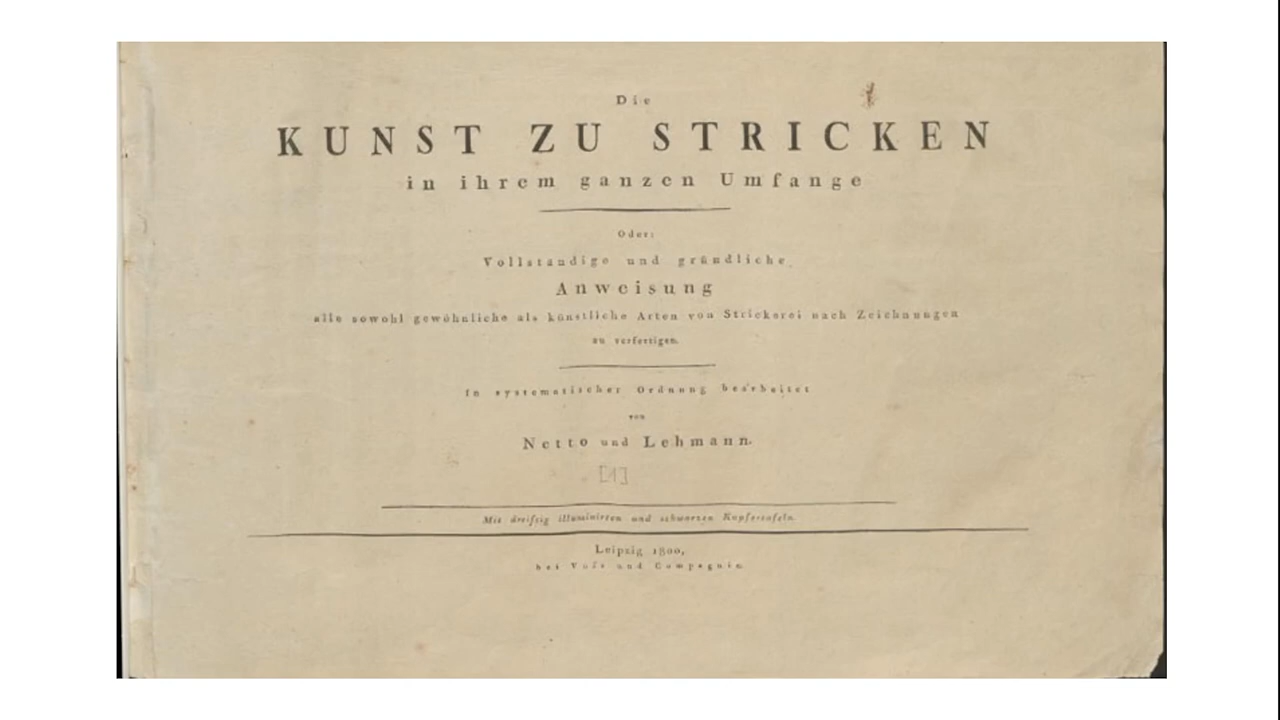 Die
KUNST ZU STRICKEN
in ihrem ganzen Umfange
Oder:
Vollständige und gründliche
Anweisung
alle sowohl gewöhnliche als künstliche Arten von Strickerei nach Zeichnungen
zu verfertigen.
In systematischer Ordnung bearbeitet
von
Netto und Lehmann.
[1]
Mit dreifsig illuminirten und schwarzen Kupfertafeln.
Leipzig 1800,
bei Voſs und Compagnie.